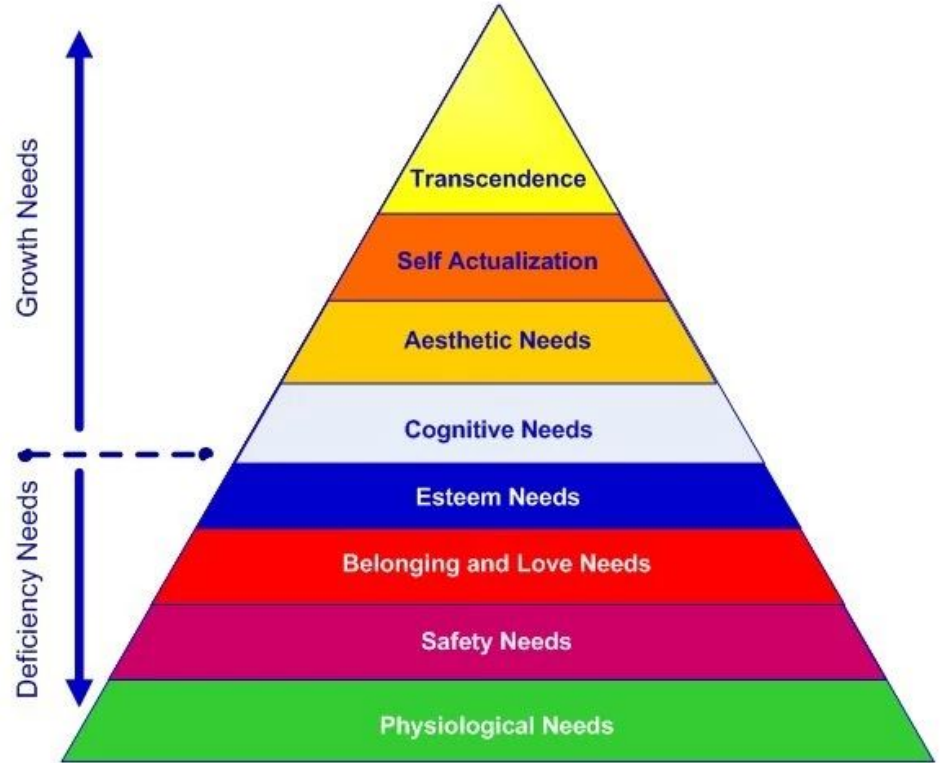 Growth Needs
Deficiency Needs
Transcendence
Self Actualization
Aesthetic Needs
Cognitive Needs
Esteem Needs
Belonging and Love Needs
Safety Needs
Physiological Needs